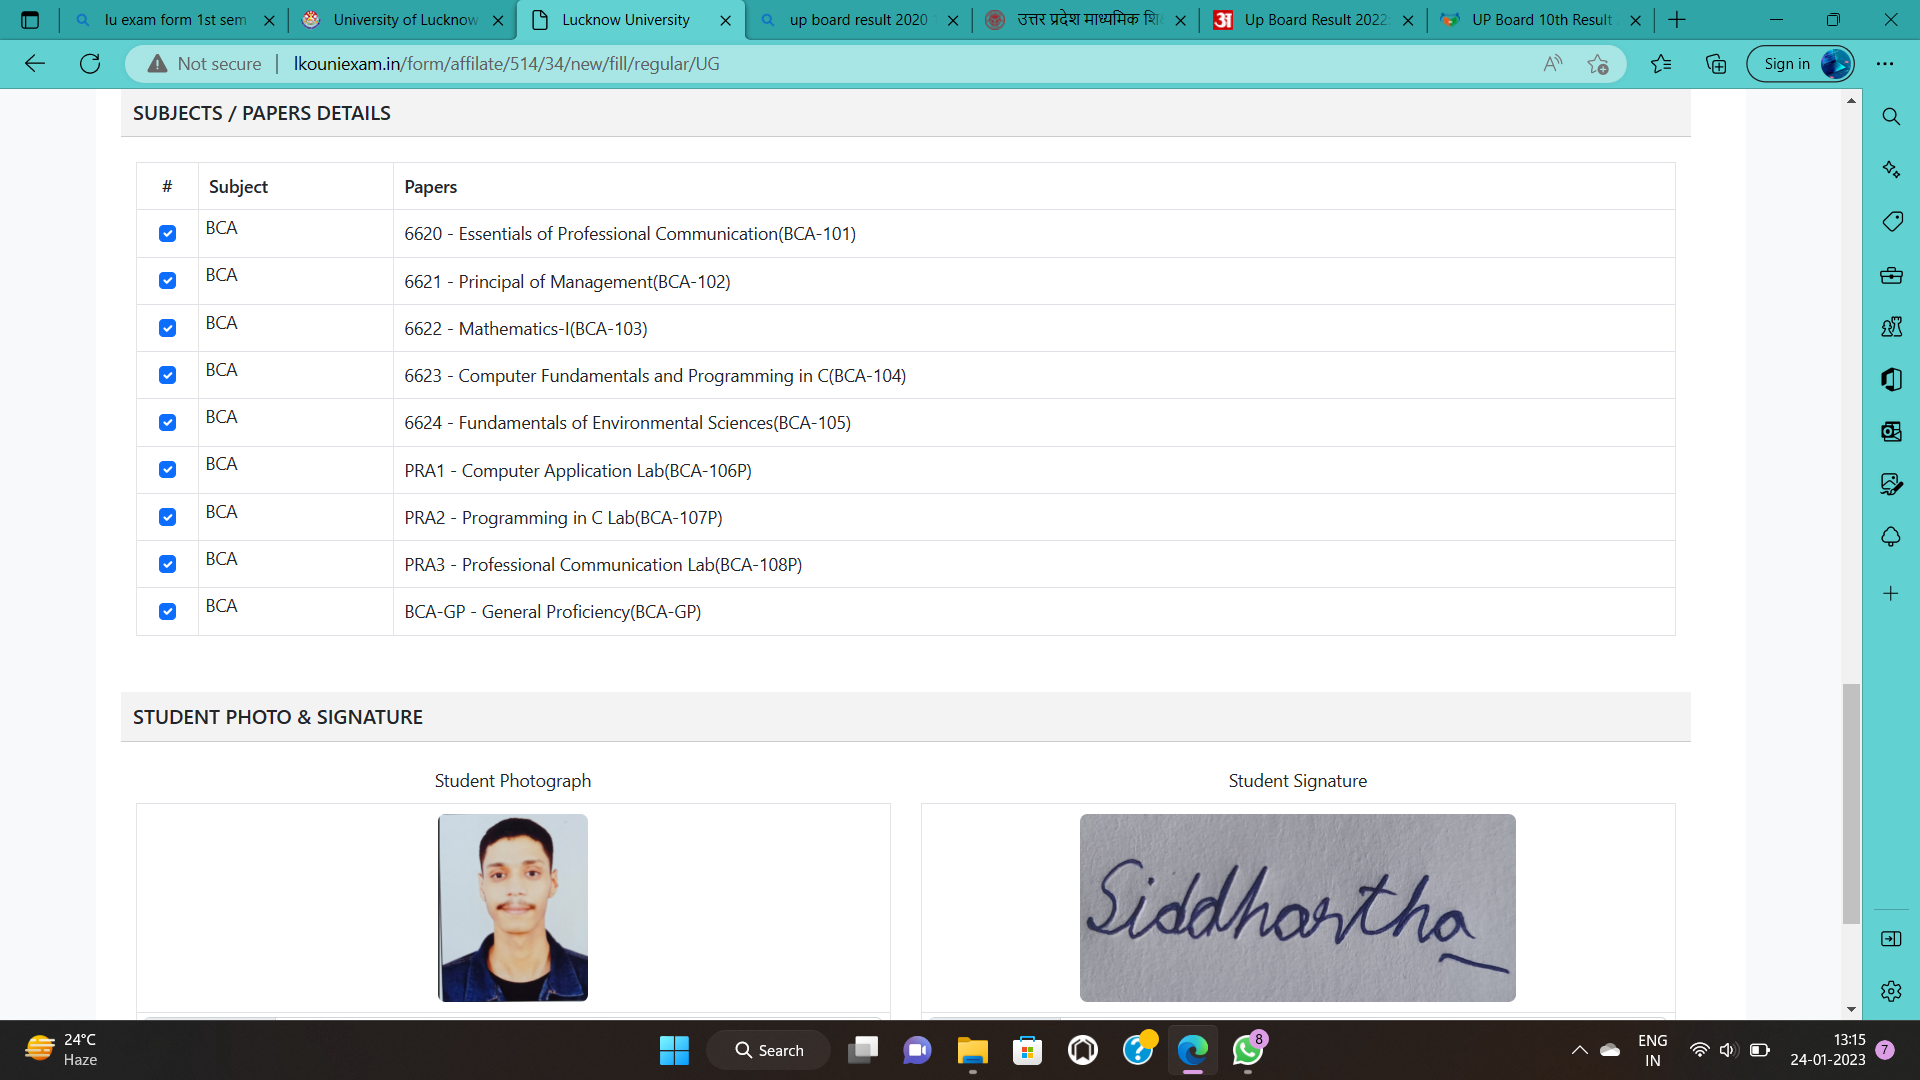 lu exam form 1st sem
University of Lucknow
Lucknow University
up board result 2020
उत्तर प्रदेश माध्यमिक शि
Up Board Result 2022
UP Board 10th Result
Not secure
lkouniexam.in/form/affilate/514/34/new/fill/regular/UG
Sign in
SUBJECTS / PAPERS DETAILS
# Subject Papers
BCA 6620 - Essentials of Professional Communication(BCA-101)
BCA 6621 - Principal of Management(BCA-102)
BCA 6622 - Mathematics-I(BCA-103)
BCA 6623 - Computer Fundamentals and Programming in C(BCA-104)
BCA 6624 - Fundamentals of Environmental Sciences(BCA-105)
BCA PRA1 - Computer Application Lab(BCA-106P)
BCA PRA2 - Programming in C Lab(BCA-107P)
BCA PRA3 - Professional Communication Lab(BCA-108P)
BCA BCA-GP - General Proficiency(BCA-GP)
STUDENT PHOTO & SIGNATURE
Student Photograph Student Signature
Siddhartha
24°C
Haze
Search
8
ENG
IN
13:15
24-01-2023
7